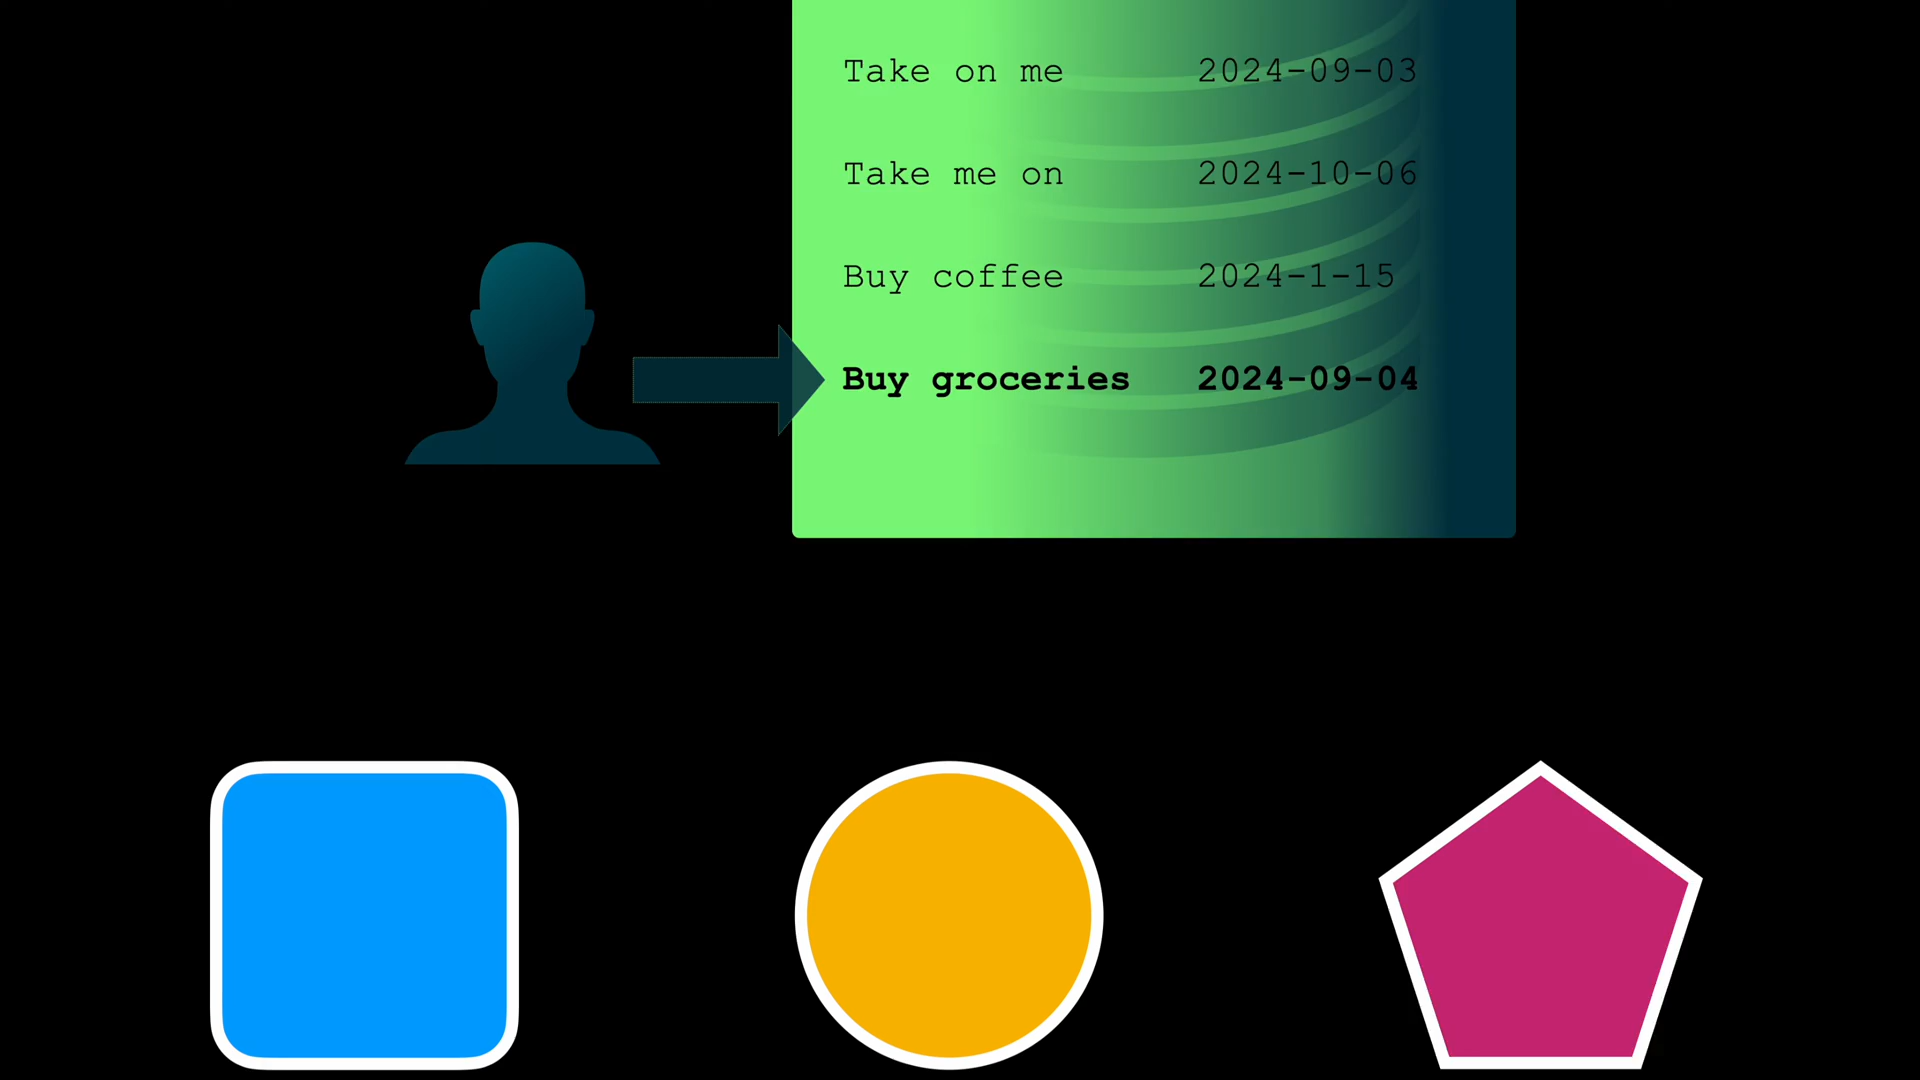 Take on me 2024-09-03
Take me on 2024-10-06
Buy coffee 2024-1-15
Buy groceries 2024-09-04